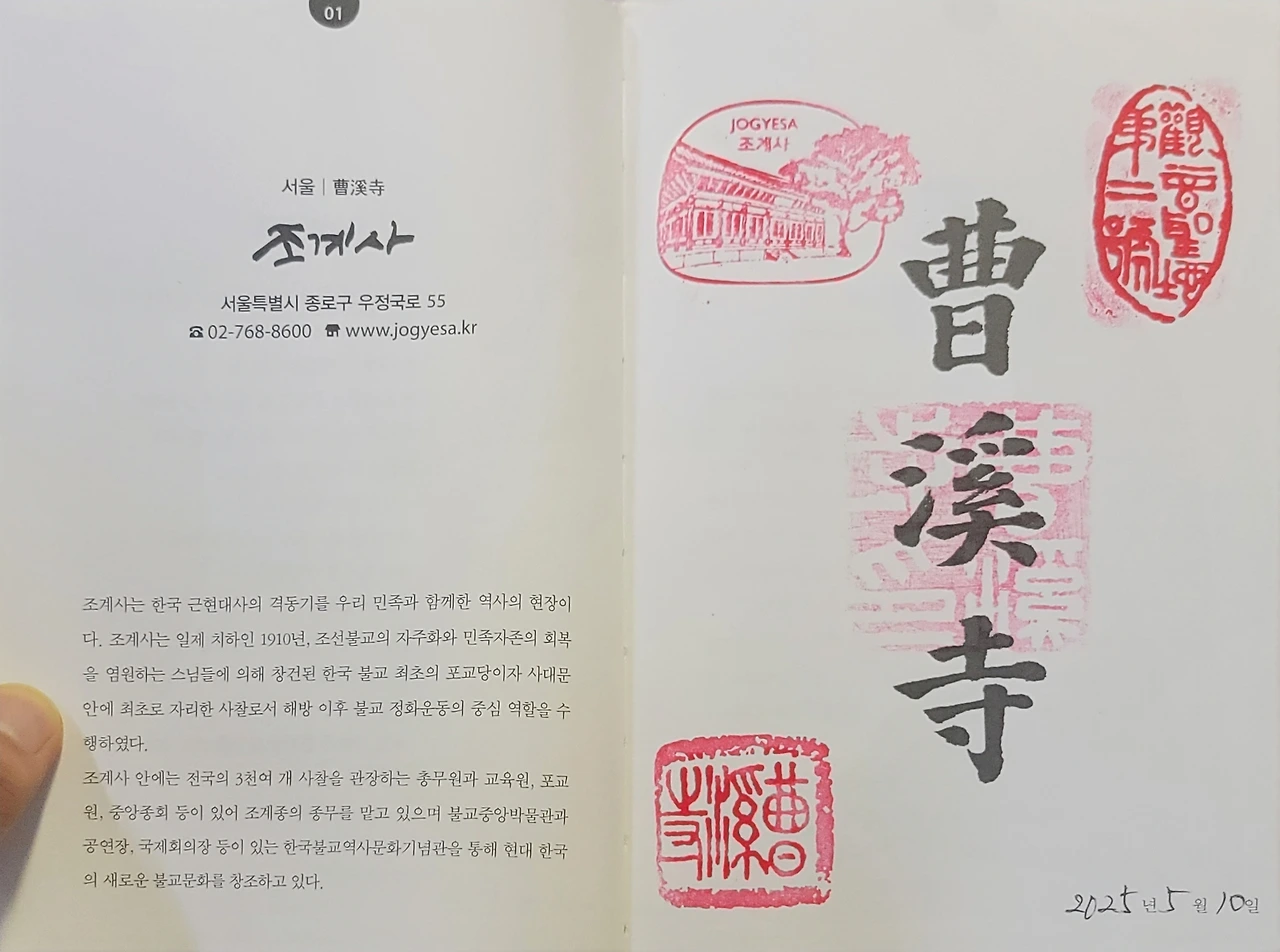 01
서울 | 曹溪寺
조계사
서울특별시 종로구 우정국로 55
☎ 02-768-8600 www.jogyesa.kr
조계사는 한국 근현대사의 격동기를 우리 민족과 함께한 역사의 현장이
다. 조계사는 일제 치하인 1910년, 조선불교의 자주화와 민족자존의 회복
을 염원하는 스님들에 의해 창건된 한국 불교 최초의 포교당이자 사대문
안에 최초로 자리한 사찰로서 해방 이후 불교 정화운동의 중심 역할을 수
행하였다.
조계사 안에는 전국의 3천여 개 사찰을 관장하는 총무원과 교육원, 포교
원, 중앙종회 등이 있어 조계종의 종무를 맡고 있으며 불교중앙박물관과
공연장, 국제회의장 등이 있는 한국불교역사문화기념관을 통해 현대 한국
의 새로운 불교문화를 창조하고 있다.
JOGYESA
조계사
觀音聖地
第二號
曹溪寺
曹溪寺
2025년 5월 10일